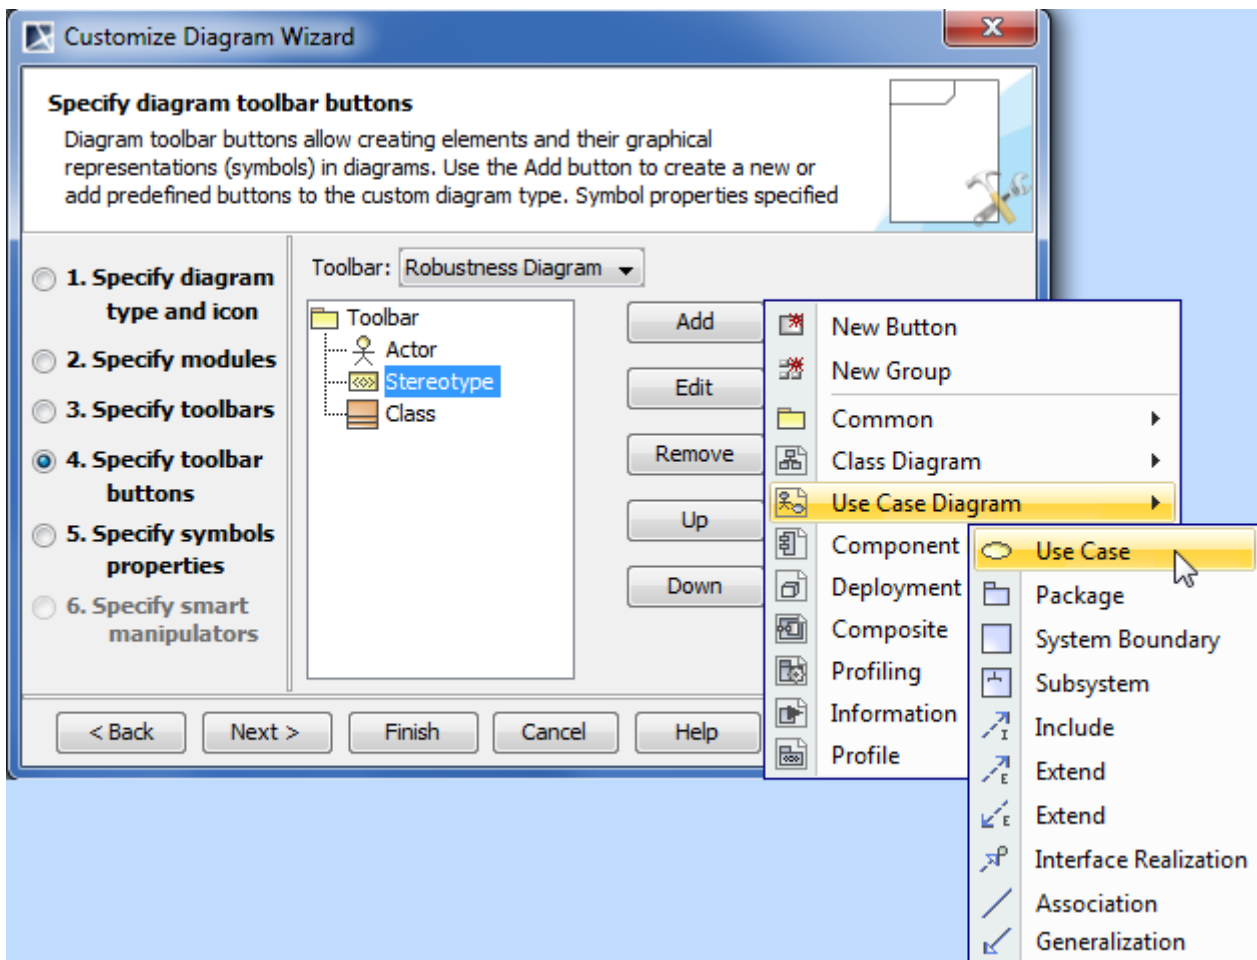 Customize Diagram Wizard
x
Specify diagram toolbar buttons
Diagram toolbar buttons allow creating elements and their graphical
representations (symbols) in diagrams. Use the Add button to create a new or
add predefined buttons to the custom diagram type. Symbol properties specified
1. Specify diagram
type and icon
2. Specify modules
3. Specify toolbars
4. Specify toolbar
buttons
5. Specify symbols
properties
6. Specify smart
manipulators
Toolbar: Robustness Diagram
Toolbar
Actor
Stereotype
Class
Add
Edit
Remove
Up
Down
New Button
New Group
Common
Class Diagram
Use Case Diagram
Component
Deployment
Composite
Profiling
Information
Profile
Use Case
Package
System Boundary
Subsystem
Include
Extend
Extend
Interface Realization
Association
Generalization
< Back
Next >
Finish
Cancel
Help